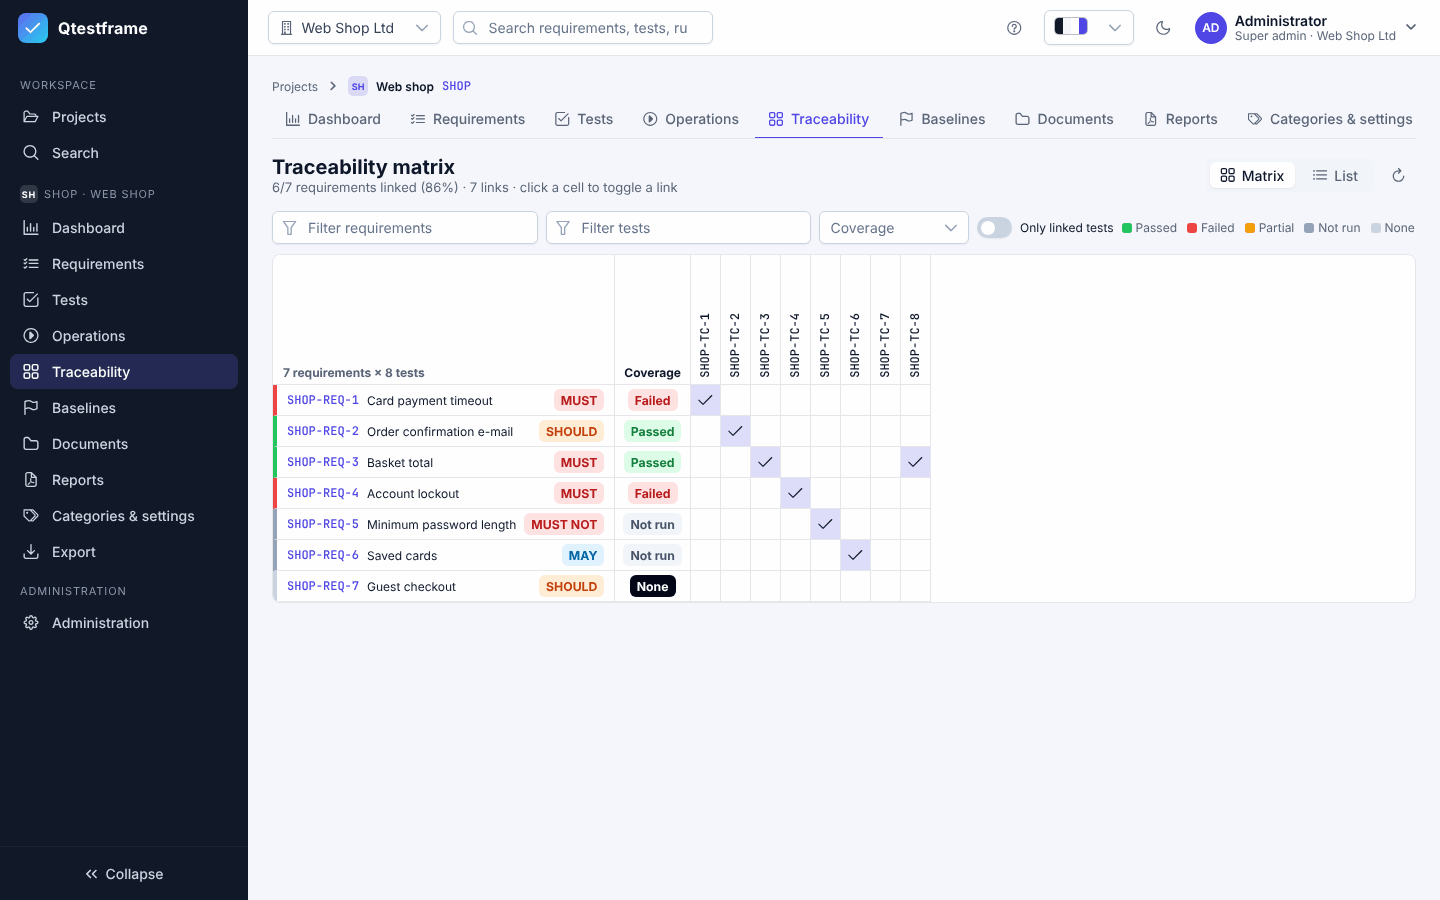 Qtestframe
Web Shop Ltd
Search requirements, tests, ru
AD
Administrator
Super admin · Web Shop Ltd
WORKSPACE
Projects
Search
SH SHOP · WEB SHOP
Dashboard
Requirements
Tests
Operations
Traceability
Baselines
Documents
Reports
Categories & settings
Export
ADMINISTRATION
Administration
Collapse
Projects > SH Web shop SHOP
Dashboard Requirements Tests Operations Traceability Baselines Documents Reports Categories & settings
Traceability matrix
6/7 requirements linked (86%) · 7 links · click a cell to toggle a link
Matrix List
Filter requirements Filter tests Coverage Only linked tests Passed Failed Partial Not run None
7 requirements × 8 tests Coverage SHOP-TC-1 SHOP-TC-2 SHOP-TC-3 SHOP-TC-4 SHOP-TC-5 SHOP-TC-6 SHOP-TC-7 SHOP-TC-8
SHOP-REQ-1 Card payment timeout MUST Failed
SHOP-REQ-2 Order confirmation e-mail SHOULD Passed
SHOP-REQ-3 Basket total MUST Passed
SHOP-REQ-4 Account lockout MUST Failed
SHOP-REQ-5 Minimum password length MUST NOT Not run
SHOP-REQ-6 Saved cards MAY Not run
SHOP-REQ-7 Guest checkout SHOULD None